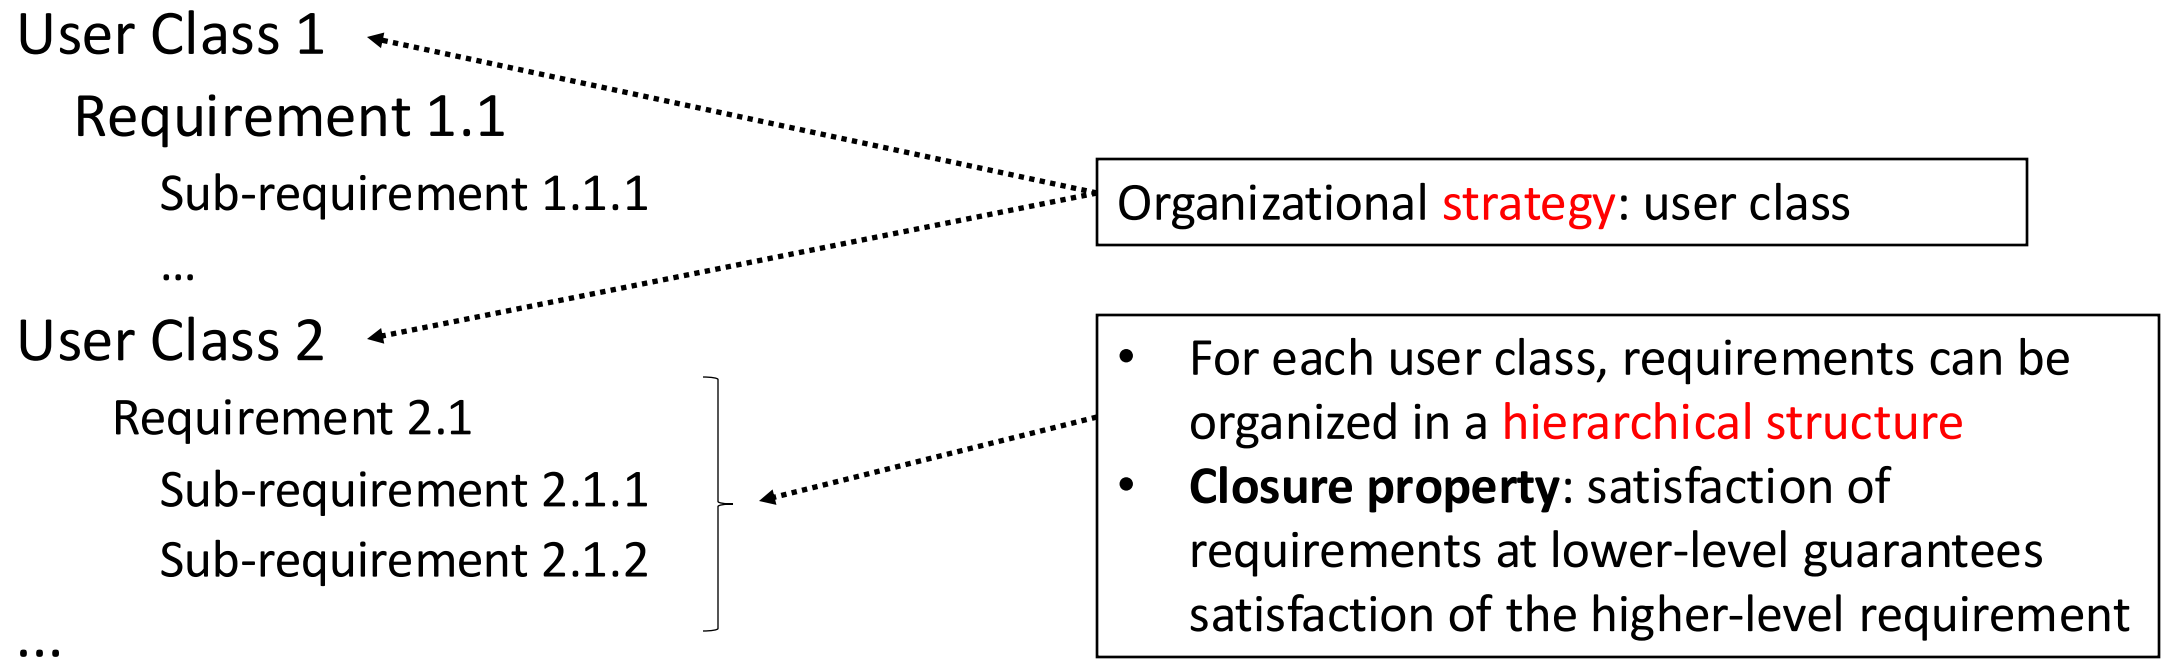 User Class 1
Requirement 1.1
Sub-requirement 1.1.1
...
User Class 2
Requirement 2.1
Sub-requirement 2.1.1
Sub-requirement 2.1.2
...
Organizational strategy: user class
• For each user class, requirements can be
organized in a hierarchical structure
• Closure property: satisfaction of
requirements at lower-level guarantees
satisfaction of the higher-level requirement